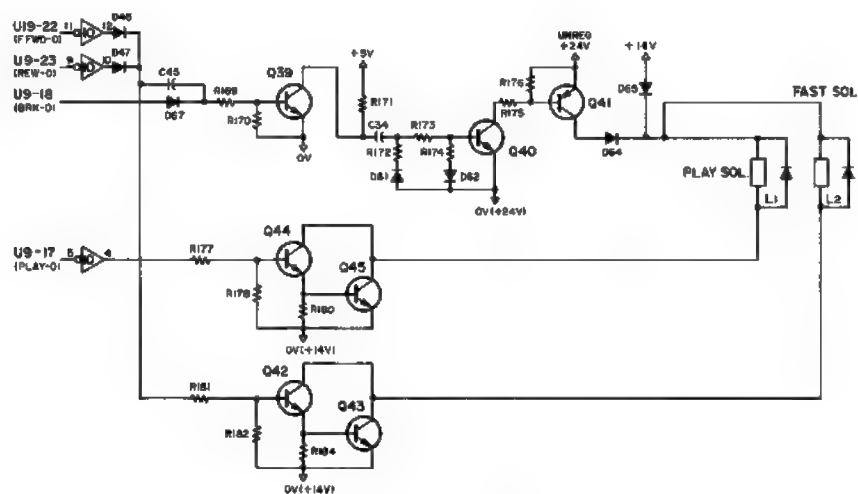 U19-22 11 12 D46
(FFWD-0)
U9-23 9 10 D47
(REW-0)
C45
U9-18
(BRK-0)
D67
R169
R170
Q39
0V
+5V
R171
C34
R172
R173
R174
D61
D62
Q40
0V(+24V)
UNREG
+24V
R176
R175
Q41
+14V
D65
D64
FAST SOL
PLAY SOL.
L1
L2
U9-17 5 6
(PLAY-0)
R177
R178
Q44
Q45
R180
0V(+14V)
R181
R182
Q42
Q43
R184
0V(+14V)